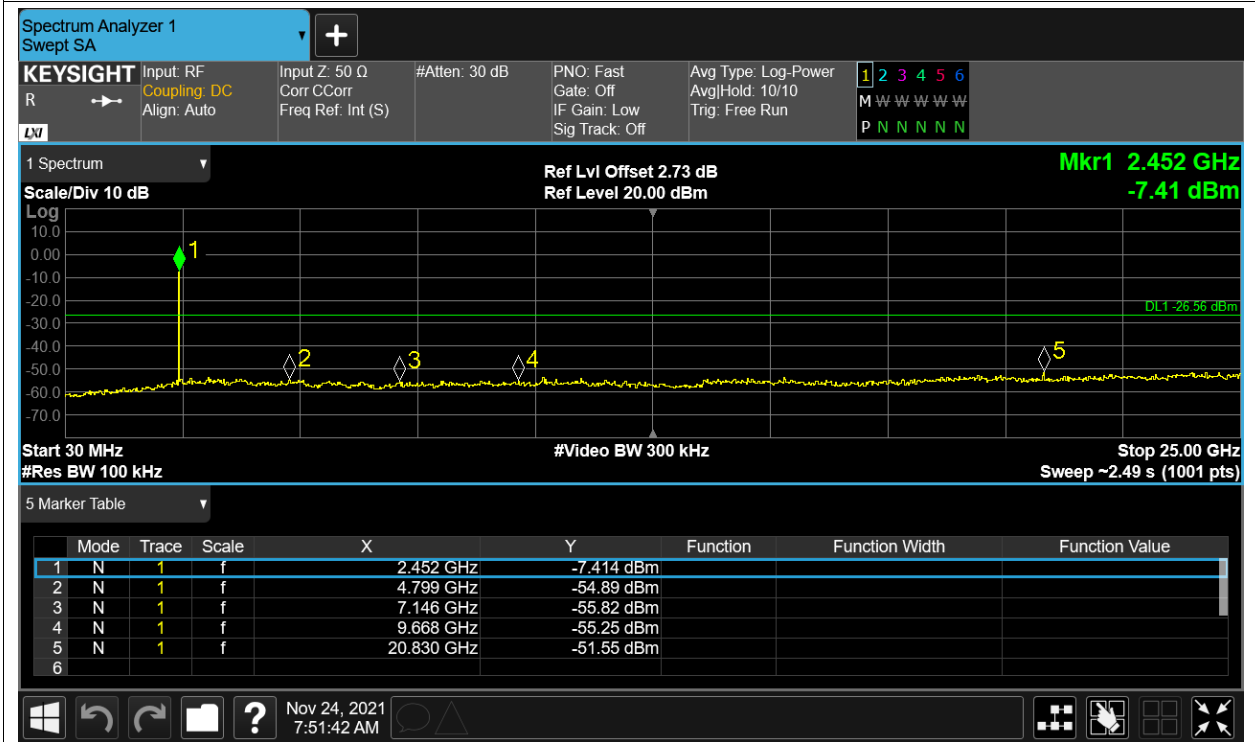 Spectrum Analyzer 1
Swept SA
+
KEYSIGHT Input: RF Input Z: 50 Ω #Atten: 30 dB PNO: Fast Avg Type: Log-Power 1 2 3 4 5 6
R Coupling: DC Corr CCorr Gate: Off Avg|Hold: 10/10 M W W W W W
Align: Auto Freq Ref: Int (S) IF Gain: Low Trig: Free Run
LXI Sig Track: Off P N N N N N
1 Spectrum Ref Lvl Offset 2.73 dB Mkr1 2.452 GHz
Scale/Div 10 dB Ref Level 20.00 dBm -7.41 dBm
Log
10.0
1
0.00
-10.0
-20.0
DL1 -26.56 dBm
-30.0
-40.0
2 3 4 5
-50.0
-60.0
-70.0
Start 30 MHz #Video BW 300 kHz Stop 25.00 GHz
#Res BW 100 kHz Sweep ~2.49 s (1001 pts)
5 Marker Table
Mode Trace Scale X Y Function Function Width Function Value
1 N 1 f 2.452 GHz -7.414 dBm
2 N 1 f 4.799 GHz -54.89 dBm
3 N 1 f 7.146 GHz -55.82 dBm
4 N 1 f 9.668 GHz -55.25 dBm
5 N 1 f 20.830 GHz -51.55 dBm
6
? Nov 24, 2021
7:51:42 AM